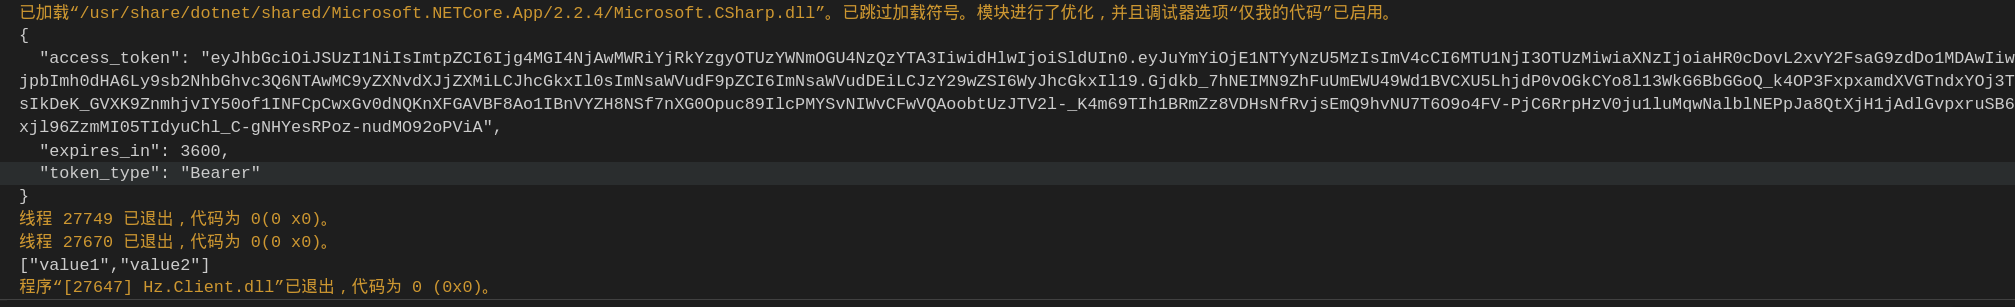 已加载“/usr/share/dotnet/shared/Microsoft.NETCore.App/2.2.4/Microsoft.CSharp.dll”。已跳过加载符号。模块进行了优化，并且调试器选项“仅我的代码”已启用。
{
  "access_token": "eyJhbGciOiJSUzI1NiIsImtpZCI6Ijg4MGI4NjAwMWRiYjRkYzgyOTUzYWNmOGU4NzQzYTA3IiwidHlwIjoiSldUIn0.eyJuYmYiOjE1NTYyNzU5MzIsImV4cCI6MTU1NjI3OTUzMiwiaXNzIjoiaHR0cDovL2xvY2FsaG9zdDo1MDAwIiw
jpbImh0dHA6Ly9sb2NhbGhvc3Q6NTAwMC9yZXNvdXJjZXMiLCJhcGkxIl0sImNsaWVudF9pZCI6ImNsaWVudDEiLCJzY29wZSI6WyJhcGkxIl19.Gjdkb_7hNEIMN9ZhFuUmEWU49Wd1BVCXU5LhjdP0vOGkCYo8l13WkG6BbGGoQ_k4OP3FxpxamdXVGTndxYOj3T
sIkDeK_GVXK9ZnmhjvIY50of1INFCpCwxGv0dNQKnXFGAVBF8Ao1IBnVYZH8NSf7nXG0Opuc89IlcPMYSvNIWvCFwVQAoobtUzJTV2l-_K4m69TIh1BRmZz8VDHsNfRvjsEmQ9hvNU7T6O9o4FV-PjC6RrpHzV0ju1luMqwNalblNEPpJa8QtXjH1jAdlGvpxruSB6
xjl96ZzmMI05TIdyuChl_C-gNHYesRPoz-nudMO92oPViA",
  "expires_in": 3600,
  "token_type": "Bearer"
}
线程 27749 已退出，代码为 0(0 x0)。
线程 27670 已退出，代码为 0(0 x0)。
["value1","value2"]
程序“[27647] Hz.Client.dll”已退出，代码为 0 (0x0)。